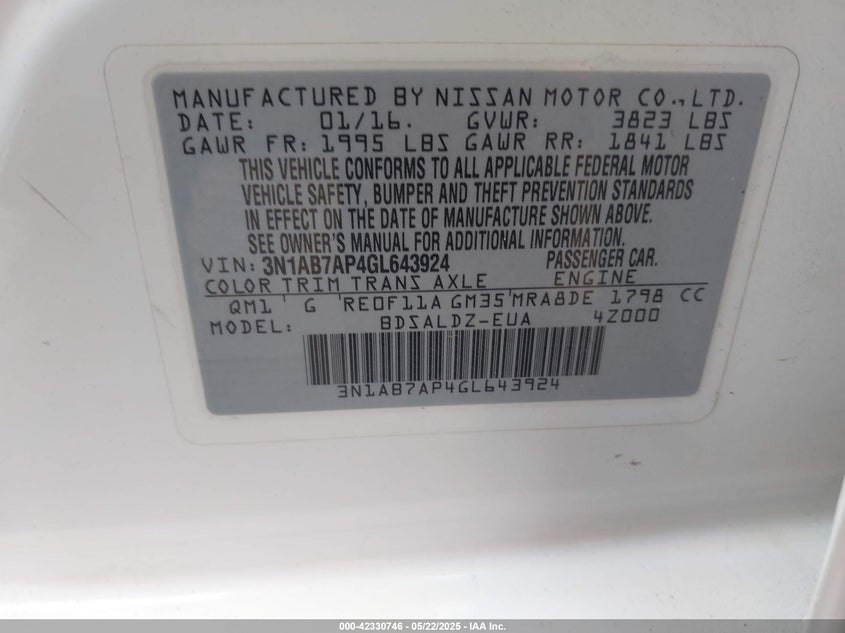 MANUFACTURED BY NISSAN MOTOR CO., LTD.
DATE: 01/16. GVWR: 3823 LBS
GAWR FR: 1995 LBS GAWR RR: 1841 LBS
THIS VEHICLE CONFORMS TO ALL APPLICABLE FEDERAL MOTOR
VEHICLE SAFETY, BUMPER AND THEFT PREVENTION STANDARDS
IN EFFECT ON THE DATE OF MANUFACTURE SHOWN ABOVE.
SEE OWNER'S MANUAL FOR ADDITIONAL INFORMATION.
VIN: 3N1AB7AP4GL643924 PASSENGER CAR.
COLOR TRIM TRANS AXLE ENGINE
QM1 G RE0F11A GM35 MRA8DE 1798 CC
MODEL: BDSALDZ-EUA 4Z000
3N1AB7AP4GL643924
000-42330746 - 05/22/2025 - IAA Inc.